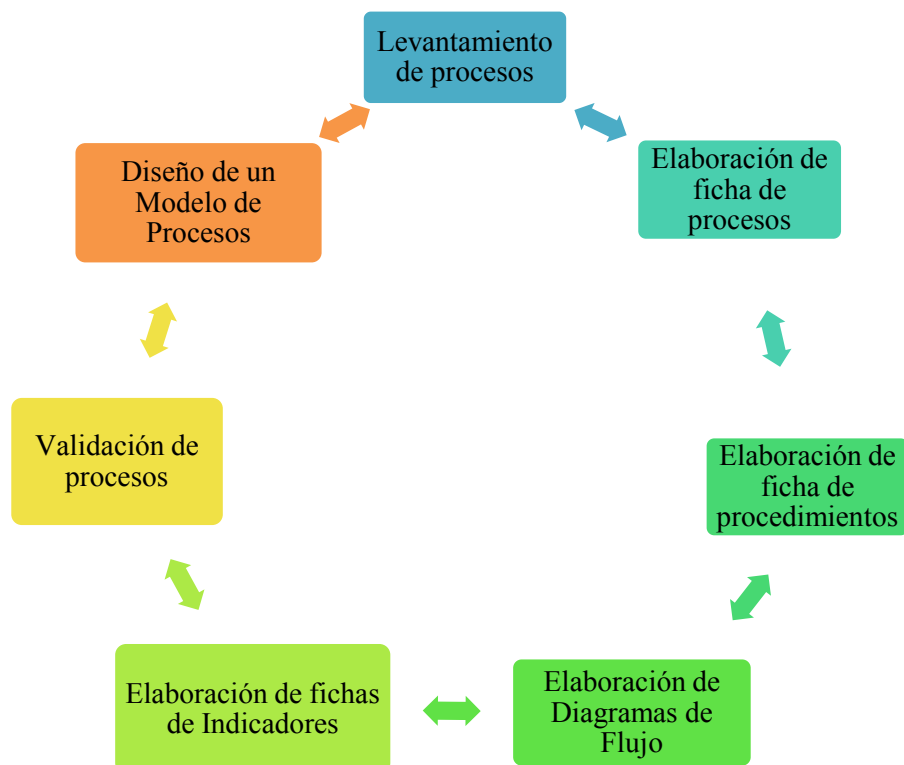 Levantamiento
de procesos
Elaboración de
ficha de
procesos
Elaboración de
ficha de
procedimientos
Elaboración de
Diagramas de
Flujo
Elaboración de fichas
de Indicadores
Validación de
procesos
Diseño de un
Modelo de
Procesos